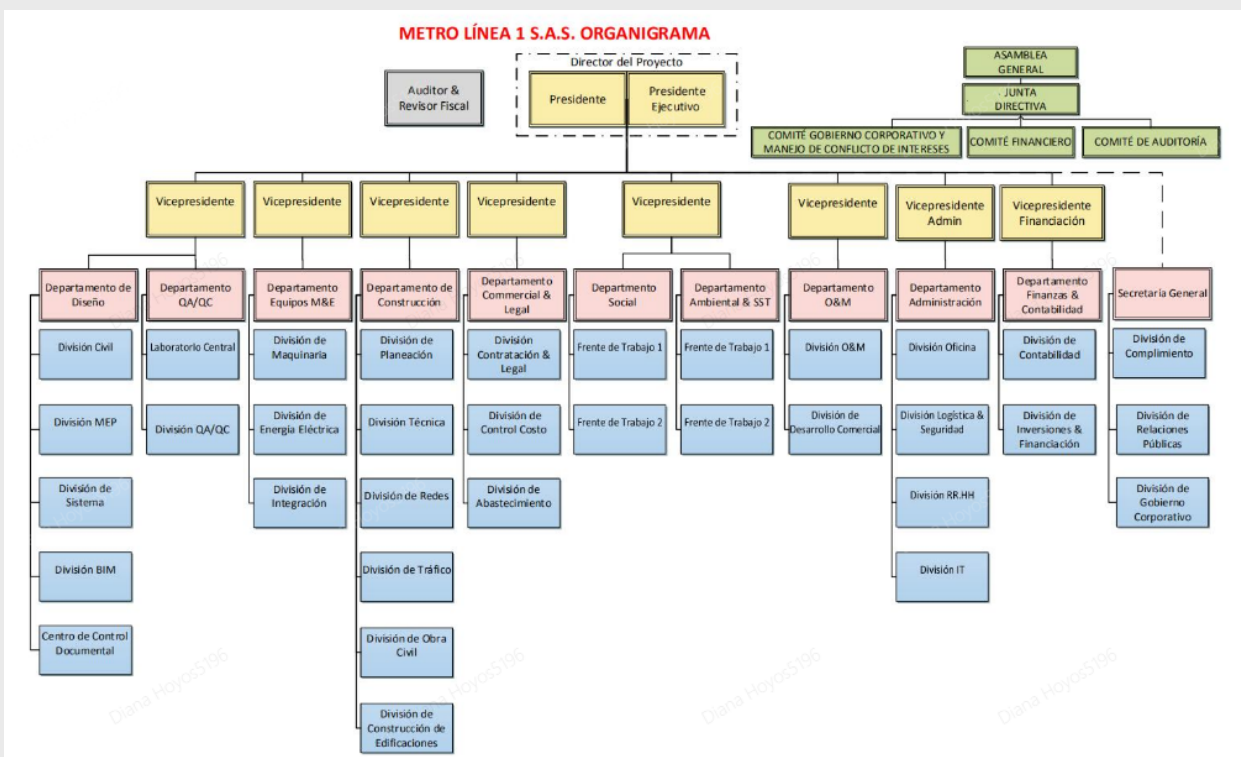 METRO LÍNEA 1 S.A.S. ORGANIGRAMA
Director del Proyecto
Presidente
Presidente
Ejecutivo
Auditor &
Revisor Fiscal
ASAMBLEA
GENERAL
JUNTA
DIRECTIVA
COMITÉ GOBIERNO CORPORATIVO Y
MANEJO DE CONFLICTO DE INTERESES
COMITÉ FINANCIERO
COMITÉ DE AUDITORÍA
Vicepresidente
Vicepresidente
Vicepresidente
Vicepresidente
Vicepresidente
Vicepresidente
Vicepresidente
Admin
Vicepresidente
Financiación
Departamento de
Diseño
División Civil
División MEP
División de
Sistema
División BIM
Centro de Control
Documental
Departamento
QA/QC
Laboratorio Central
División QA/QC
Departamento
Equipos M&E
División de
Maquinaria
División de
Energía Eléctrica
División de
Integración
Departamento de
Construcción
División de
Planeación
División Técnica
División de Redes
División de Tráfico
División de Obra
Civil
División de
Construcción de
Edificaciones
Departamento
Commercial &
Legal
División
Contratación &
Legal
División de
Control Costo
División de
Abastecimiento
Departmento
Social
Frente de Trabajo 1
Frente de Trabajo 2
Departamento
Ambiental & SST
Frente de Trabajo 1
Frente de Trabajo 2
Departamento
O&M
División O&M
División de
Desarrollo Comercial
Departamento
Administración
División Oficina
División Logística &
Seguridad
División RR.HH
División IT
Departamento
Finanzas &
Contabilidad
División de
Contabilidad
División de
Inversiones &
Financiación
Secretaría General
División de
Complimiento
División de
Relaciones
Públicas
División de
Gobierno
Corporativo
Diana Hoyos5196
Diana Hoyos5196
Diana Hoyos5196
Diana Hoyos5196